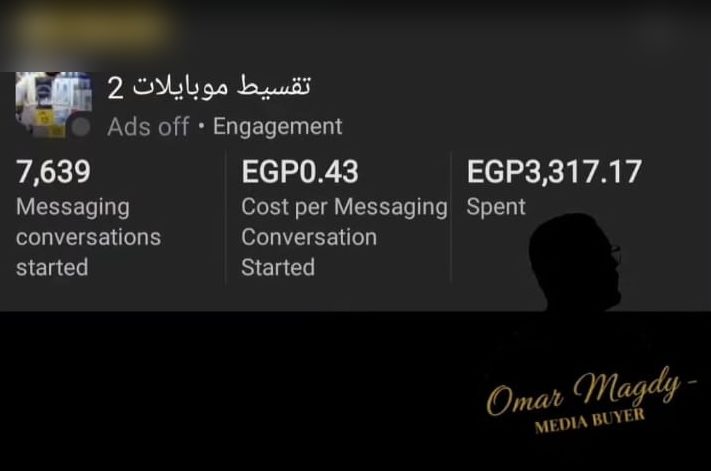 تقسيط موبايلات 2
Ads off • Engagement
7,639
Messaging
conversations
started
EGP0.43
Cost per Messaging
Conversation
Started
EGP3,317.17
Spent
Omar Magdy -
MEDIA BUYER